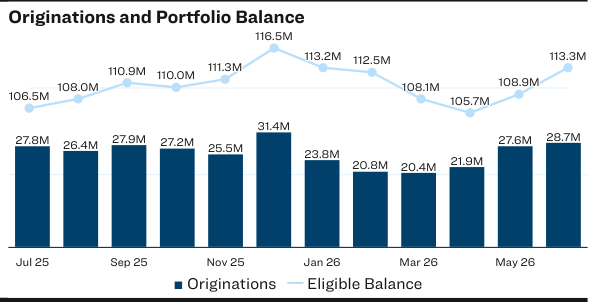 Originations and Portfolio Balance
106.5M 108.0M 110.9M 110.0M 111.3M 116.5M 113.2M 112.5M 108.1M 105.7M 108.9M 113.3M
27.8M 26.4M 27.9M 27.2M 25.5M 31.4M 23.8M 20.8M 20.4M 21.9M 27.6M 28.7M
Jul 25 Sep 25 Nov 25 Jan 26 Mar 26 May 26
Originations Eligible Balance